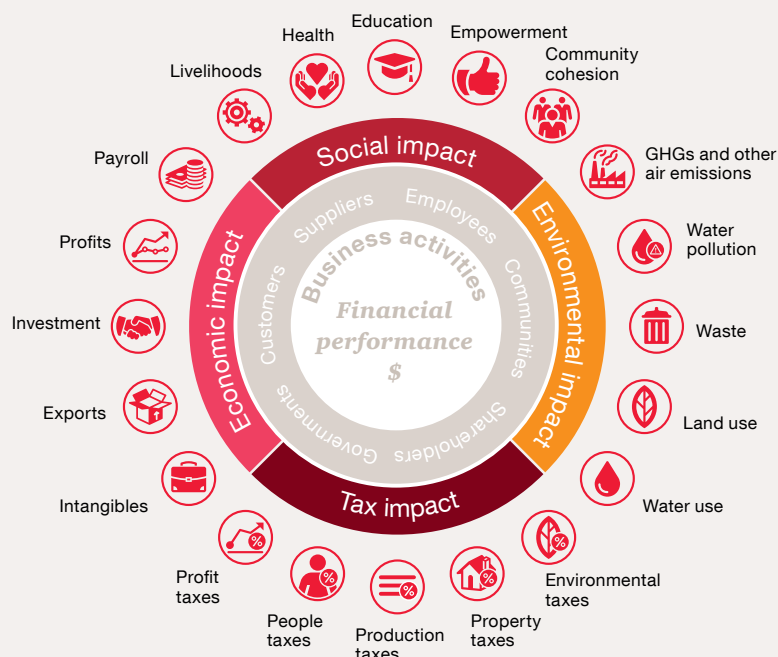 Education
Health
Empowerment
Livelihoods
Community
cohesion
Payroll
GHGs and other
air emissions
Profits
Water
pollution
Investment
Waste
Exports
Land use
Intangibles
Water use
Profit
taxes
Environmental
taxes
People
taxes
Property
taxes
Production
taxes
Social impact
Environmental impact
Tax impact
Economic impact
Suppliers
Employees
Communities
Shareholders
Governments
Customers
Business activities
Financial
performance
$
%
%
%
%
%